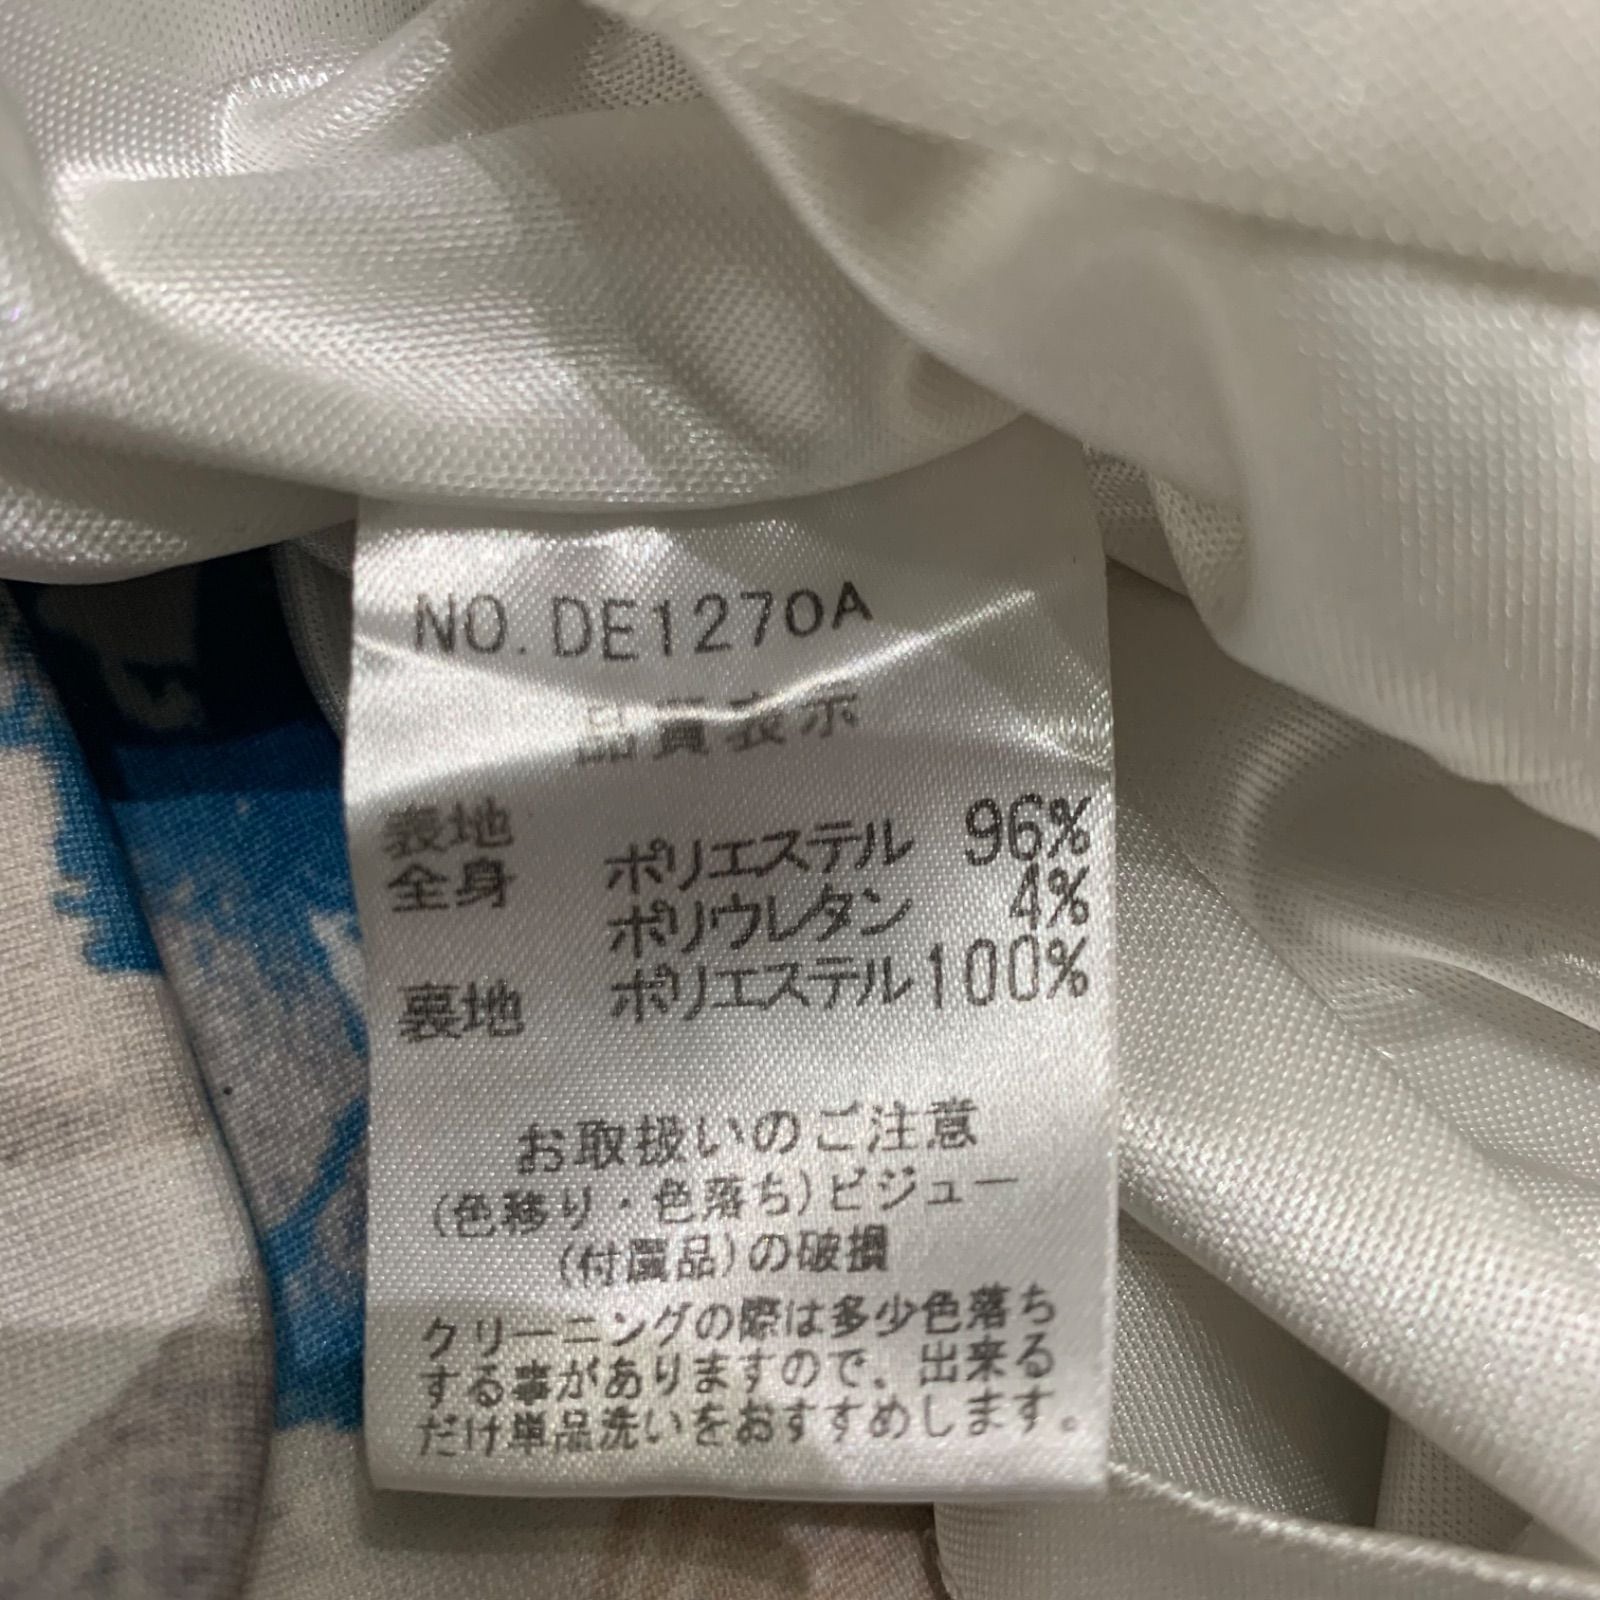 NO. DE1270A
品質表示
表地
全身 ポリエステル 96%
ポリウレタン 4%
裏地 ポリエステル 100%
お取扱いのご注意
(色移り・色落ち)ビジュー
(付属品)の破損
クリーニングの際は多少色落ち
する事がありますので、出来る
だけ単品洗いをおすすめします。